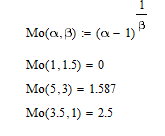 Mo(α,β) := (α − 1)^(1/β)
Mo(1,1.5) = 0
Mo(5,3) = 1.587
Mo(3.5,1) = 2.5